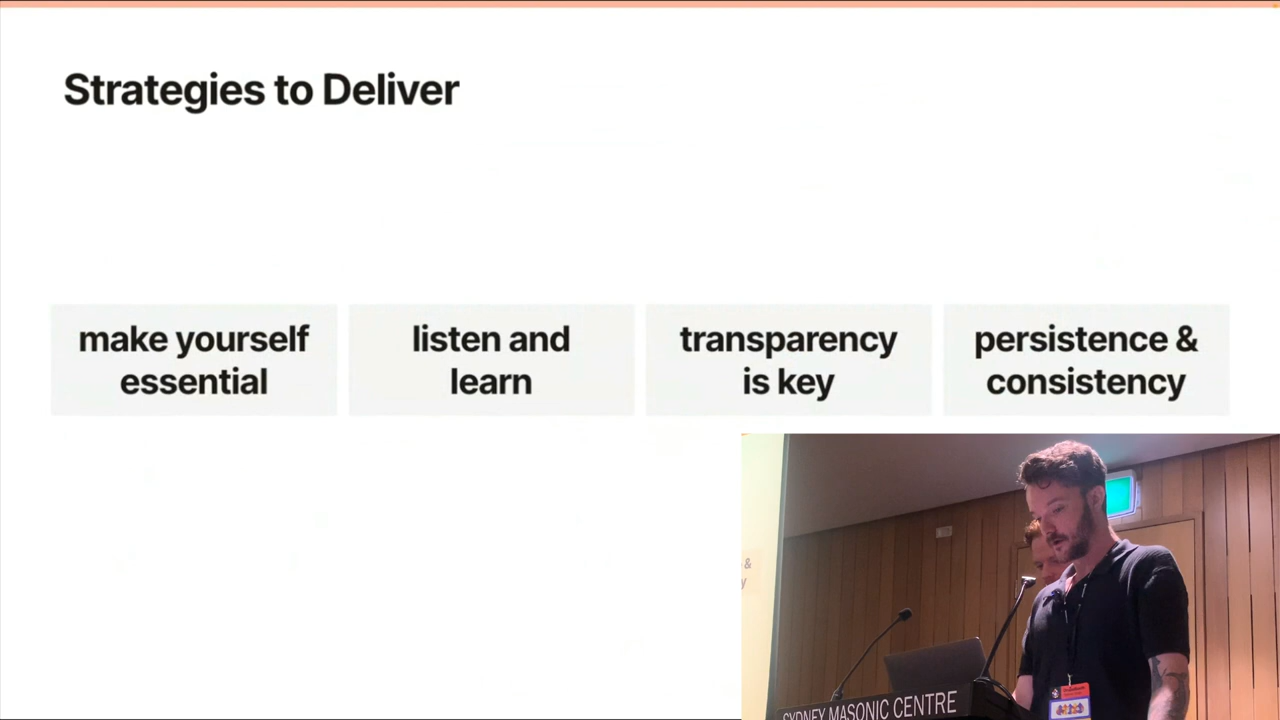 Strategies to Deliver
make yourself
essential
listen and
learn
transparency
is key
persistence &
consistency
&
y
SYDNEY MASONIC CENTRE